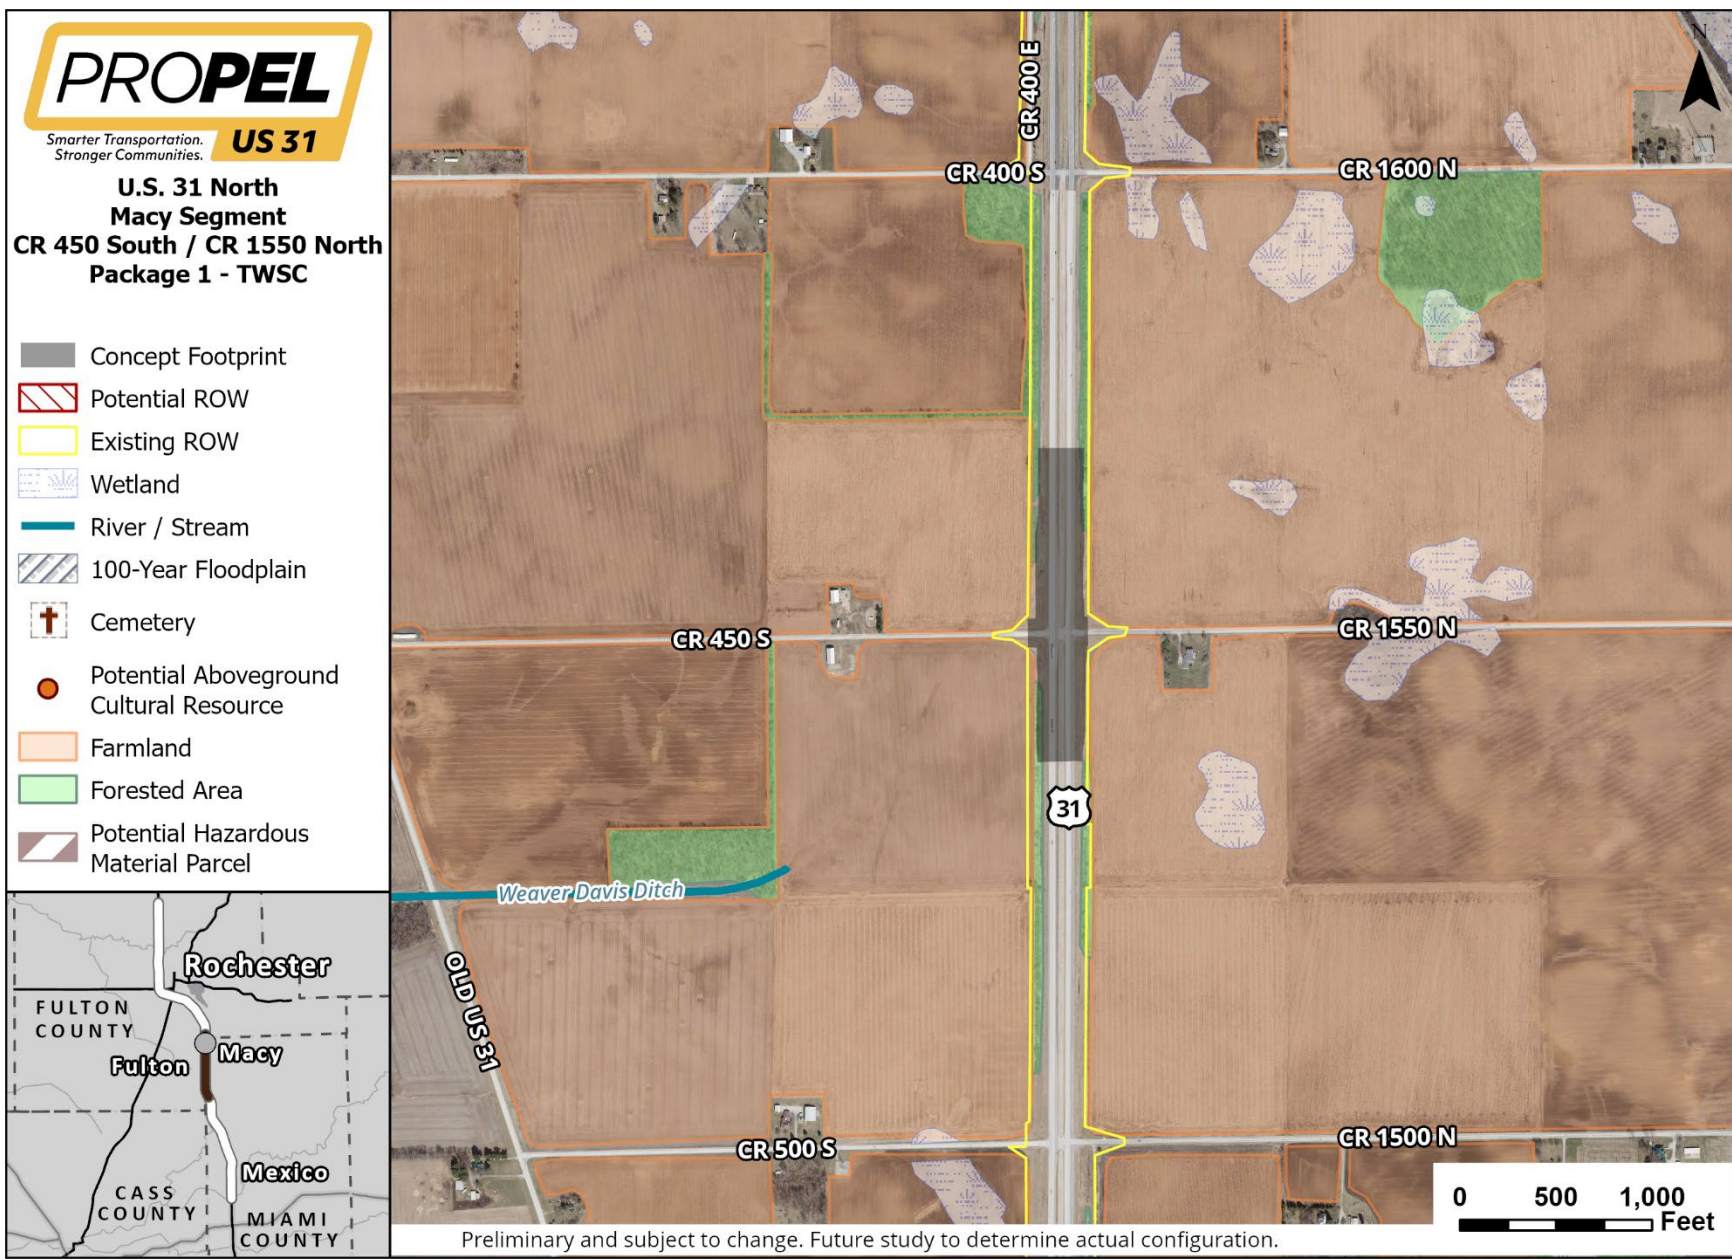 PROPEL
US 31
Smarter Transportation.
Stronger Communities.
U.S. 31 North
Macy Segment
CR 450 South / CR 1550 North
Package 1 - TWSC
Concept Footprint
Potential ROW
Existing ROW
Wetland
River / Stream
100-Year Floodplain
Cemetery
Potential Aboveground
Cultural Resource
Farmland
Forested Area
Potential Hazardous
Material Parcel
Rochester
FULTON
COUNTY
Fulton
Macy
Mexico
CASS
COUNTY
MIAMI
COUNTY
N
CR 400 E
CR 400 S
CR 1600 N
CR 450 S
CR 1550 N
31
Weaver Davis Ditch
OLD US 31
CR 500 S
CR 1500 N
0 500 1,000
Feet
Preliminary and subject to change. Future study to determine actual configuration.